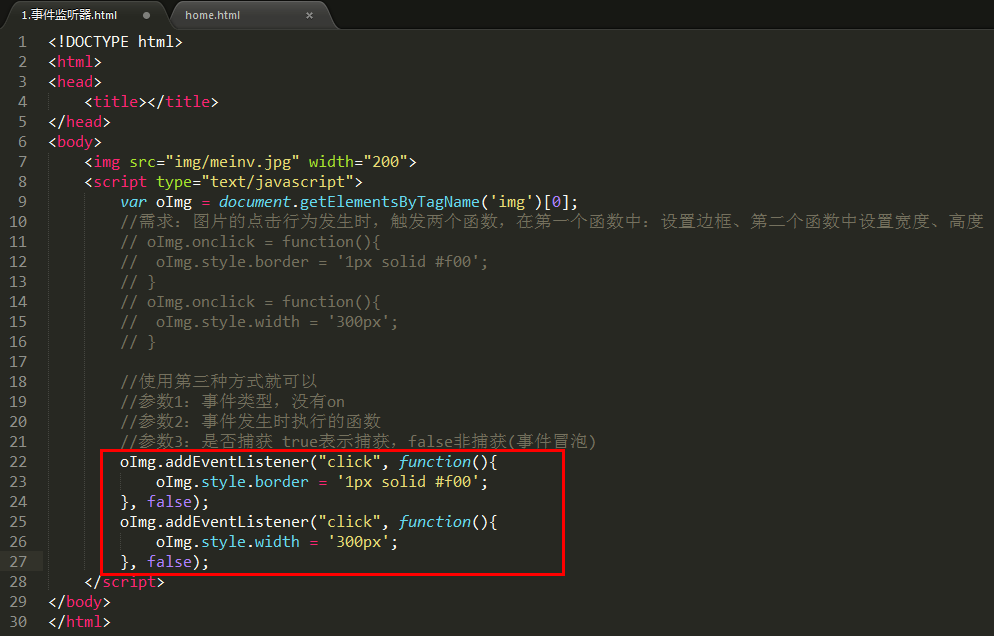 1.事件监听器.html
home.html
1 <!DOCTYPE html>
2 <html>
3 <head>
4     <title></title>
5 </head>
6 <body>
7     <img src="img/meinv.jpg" width="200">
8     <script type="text/javascript">
9         var oImg = document.getElementsByTagName('img')[0];
10         //需求：图片的点击行为发生时，触发两个函数，在第一个函数中：设置边框、第二个函数中设置宽度、高度
11         // oImg.onclick = function(){
12         //  oImg.style.border = '1px solid #f00';
13         // }
14         // oImg.onclick = function(){
15         //  oImg.style.width = '300px';
16         // }
17
18         //使用第三种方式就可以
19         //参数1：事件类型，没有on
20         //参数2：事件发生时执行的函数
21         //参数3：是否捕获 true表示捕获，false非捕获(事件冒泡)
22         oImg.addEventListener("click", function(){
23             oImg.style.border = '1px solid #f00';
24         }, false);
25         oImg.addEventListener("click", function(){
26             oImg.style.width = '300px';
27         }, false);
28     </script>
29 </body>
30 </html>